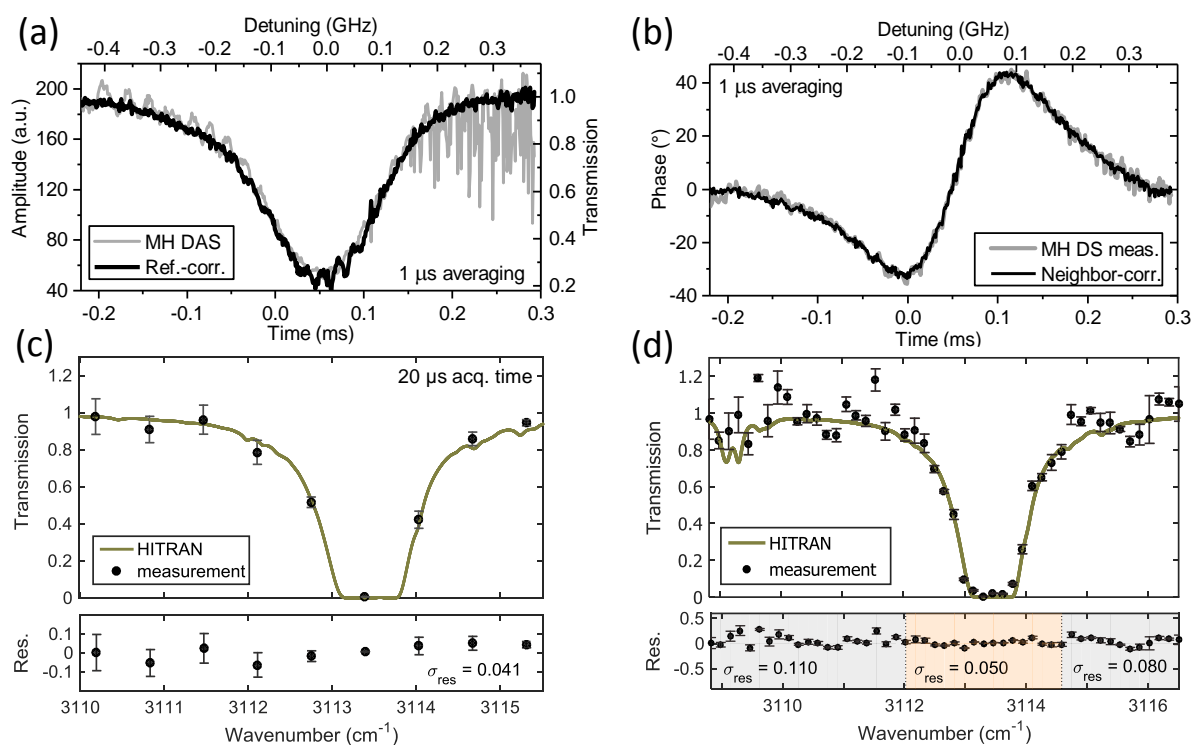 (a)
Detuning (GHz)
-0.4 -0.3 -0.2 -0.1 0.0 0.1 0.2 0.3
Amplitude (a.u.)
200
160
120
80
40
1.0
0.8
0.6
0.4
0.2
Transmission
MH DAS
Ref.-corr.
1 µs averaging
-0.2 -0.1 0.0 0.1 0.2 0.3
Time (ms)
(b)
Detuning (GHz)
-0.4 -0.3 -0.2 -0.1 0.0 0.1 0.2 0.3
1 µs averaging
Phase (°)
40
20
0
-20
-40
MH DS meas.
Neighbor-corr.
-0.2 -0.1 0.0 0.1 0.2 0.3
Time (ms)
(c)
20 µs acq. time
Transmission
1.2
1
0.8
0.6
0.4
0.2
0
HITRAN
measurement
Res.
0.1
0
-0.1
σres = 0.041
3110 3111 3112 3113 3114 3115
Wavenumber (cm-1)
(d)
Transmission
1.2
1.0
0.8
0.6
0.4
0.2
0
HITRAN
measurement
Res.
0.5
0
-0.5
σres = 0.110 σres = 0.050 σres = 0.080
3110 3112 3114 3116
Wavenumber (cm-1)